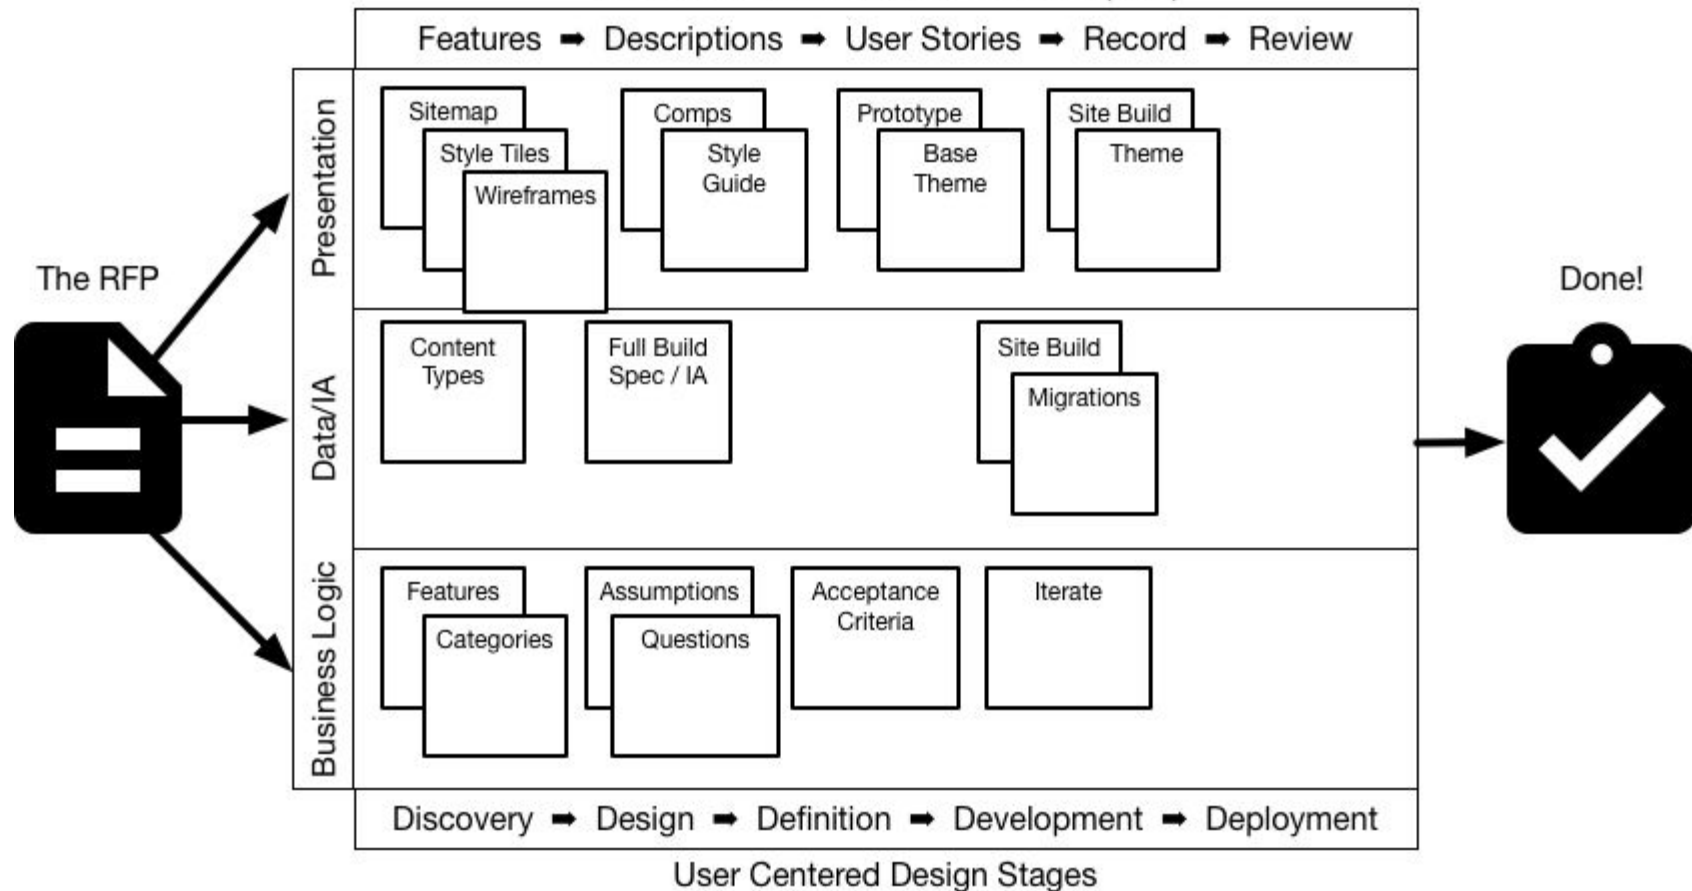 Features ➡ Descriptions ➡ User Stories ➡ Record ➡ Review
The RFP
Presentation
Sitemap
Style Tiles
Wireframes
Comps
Style
Guide
Prototype
Base
Theme
Site Build
Theme
Data/IA
Content
Types
Full Build
Spec / IA
Site Build
Migrations
Business Logic
Features
Categories
Assumptions
Questions
Acceptance
Criteria
Iterate
Done!
Discovery ➡ Design ➡ Definition ➡ Development ➡ Deployment
User Centered Design Stages